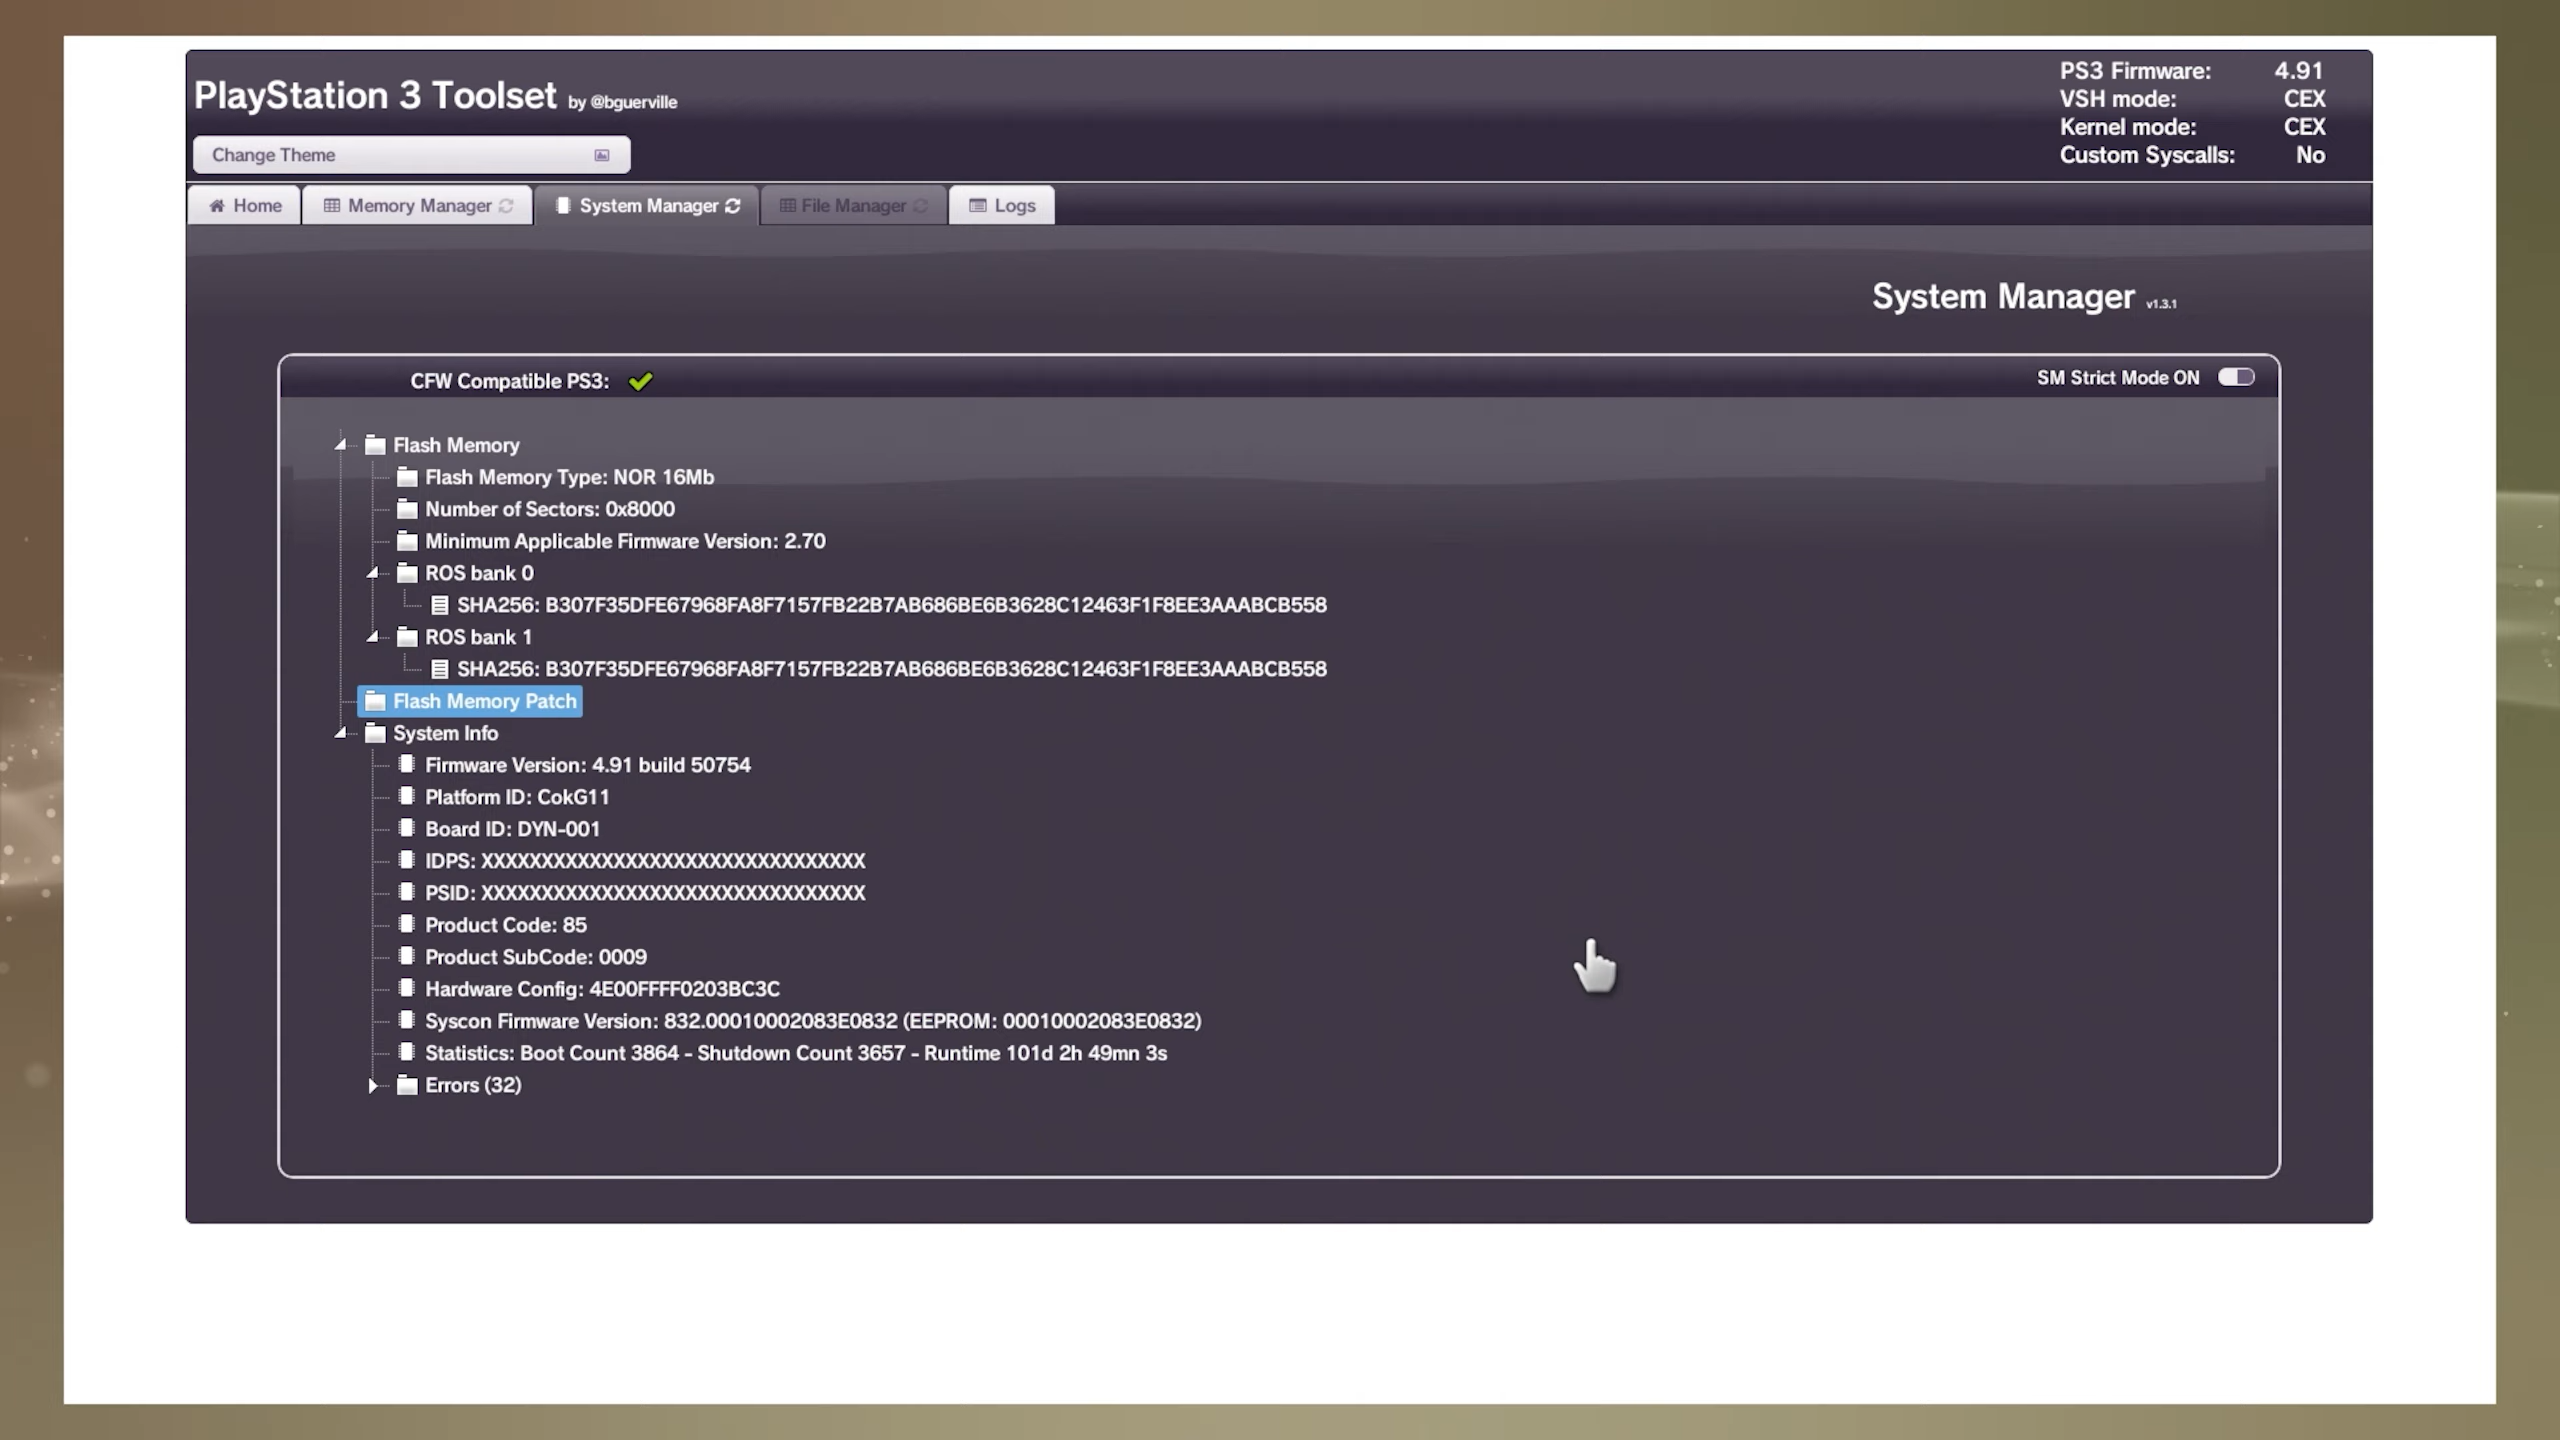 PlayStation 3 Toolset by @bguerville
PS3 Firmware: 4.91
VSH mode: CEX
Kernel mode: CEX
Custom Syscalls: No
Change Theme
Home Memory Manager System Manager File Manager Logs
System Manager v1.3.1
CFW Compatible PS3: SM Strict Mode ON
Flash Memory
Flash Memory Type: NOR 16Mb
Number of Sectors: 0x8000
Minimum Applicable Firmware Version: 2.70
ROS bank 0
SHA256: B307F35DFE67968FA8F7157FB22B7AB686BE6B3628C12463F1F8EE3AAABCB558
ROS bank 1
SHA256: B307F35DFE67968FA8F7157FB22B7AB686BE6B3628C12463F1F8EE3AAABCB558
Flash Memory Patch
System Info
Firmware Version: 4.91 build 50754
Platform ID: CokG11
Board ID: DYN-001
IDPS: XXXXXXXXXXXXXXXXXXXXXXXXXXXXXXXX
PSID: XXXXXXXXXXXXXXXXXXXXXXXXXXXXXXXX
Product Code: 85
Product SubCode: 0009
Hardware Config: 4E00FFFF0203BC3C
Syscon Firmware Version: 832.00010002083E0832 (EEPROM: 00010002083E0832)
Statistics: Boot Count 3864 - Shutdown Count 3657 - Runtime 101d 2h 49mn 3s
Errors (32)